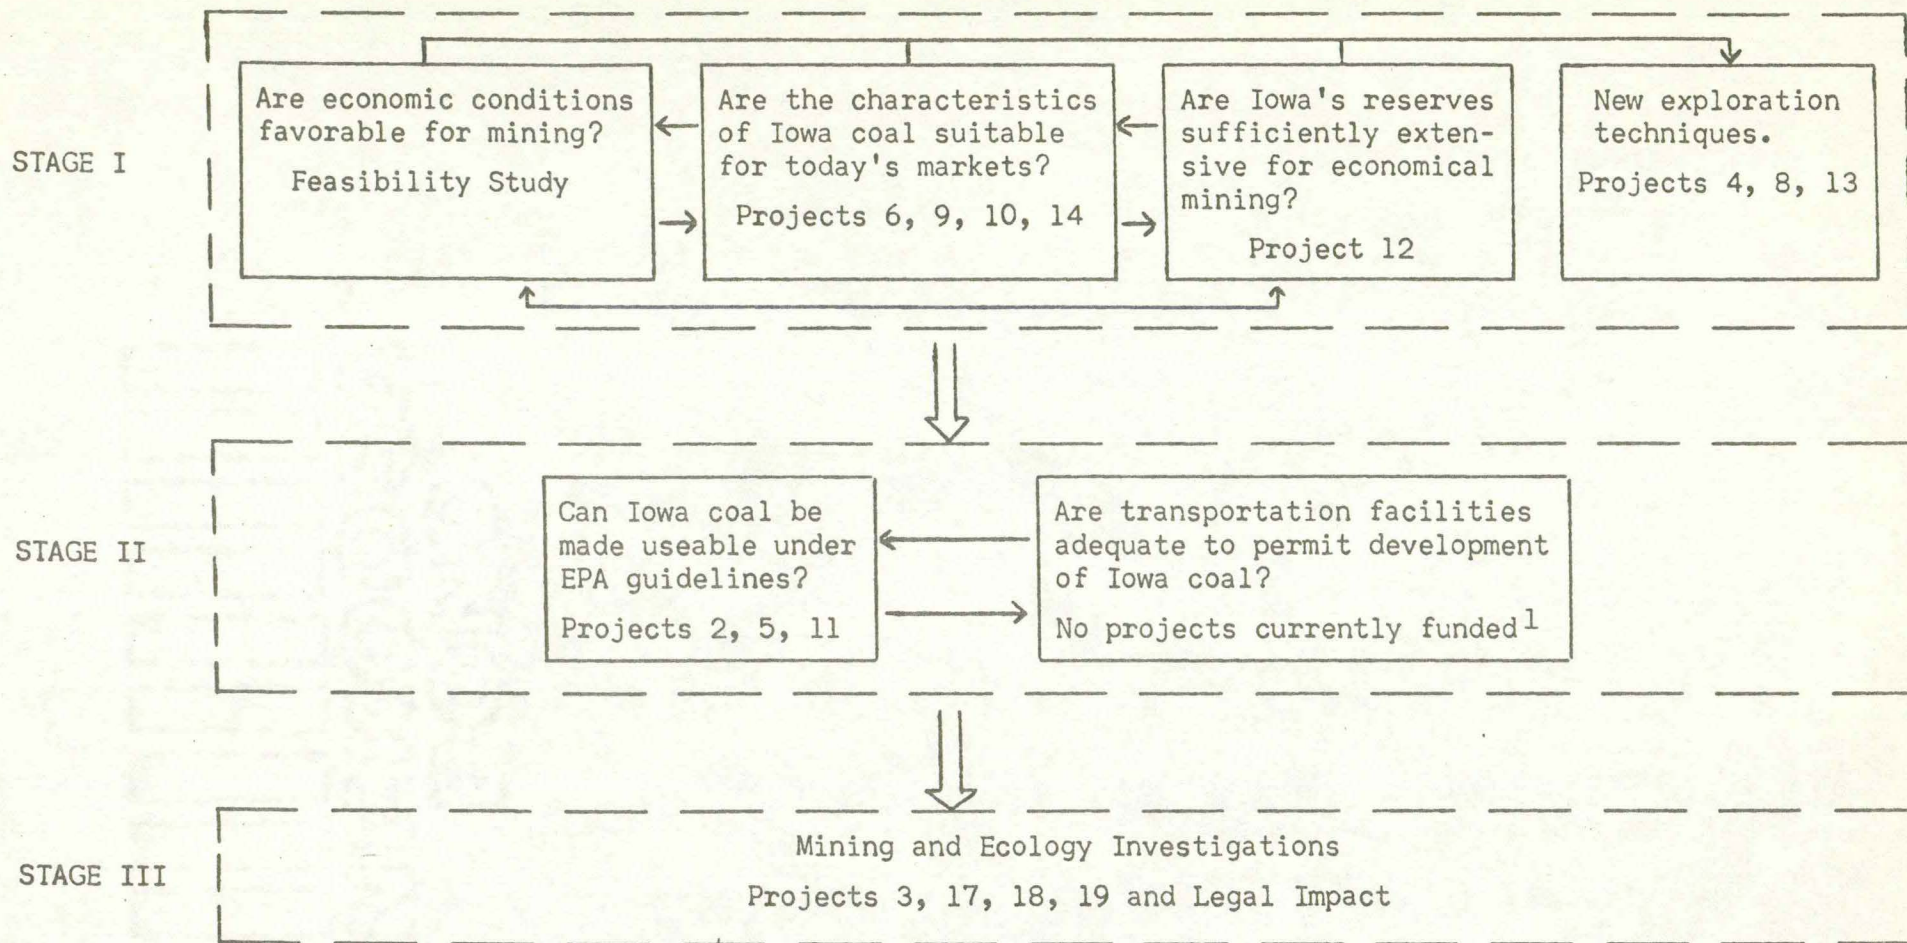 STAGE I
Are economic conditions
favorable for mining?
Feasibility Study
Are the characteristics
of Iowa coal suitable
for today's markets?
Projects 6, 9, 10, 14
Are Iowa's reserves
sufficiently exten-
sive for economical
mining?
Project 12
New exploration
techniques.
Projects 4, 8, 13
STAGE II
Can Iowa coal be
made useable under
EPA guidelines?
Projects 2, 5, 11
Are transportation facilities
adequate to permit development
of Iowa coal?
No projects currently funded1
STAGE III
Mining and Ecology Investigations
Projects 3, 17, 18, 19 and Legal Impact